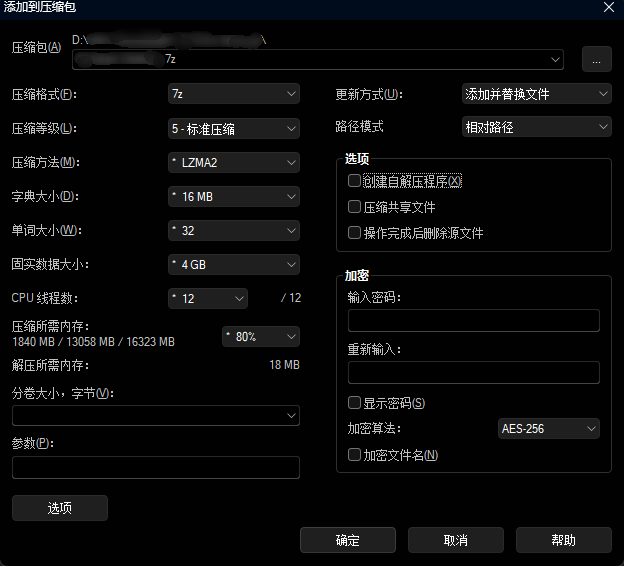 添加到压缩包
压缩包(A)
D:\
\
7z
...
压缩格式(F):
7z
更新方式(U):
添加并替换文件
压缩等级(L):
5 - 标准压缩
路径模式
相对路径
压缩方法(M):
* LZMA2
选项
创建自解压程序(X)
字典大小(D):
* 16 MB
压缩共享文件
单词大小(W):
* 32
操作完成后删除源文件
固实数据大小:
* 4 GB
加密
CPU 线程数:
* 12
/ 12
输入密码:
压缩所需内存:
1840 MB / 13058 MB / 16323 MB
* 80%
重新输入:
解压所需内存:
18 MB
分卷大小，字节(V):
显示密码(S)
加密算法:
AES-256
参数(P):
加密文件名(N)
选项
确定
取消
帮助